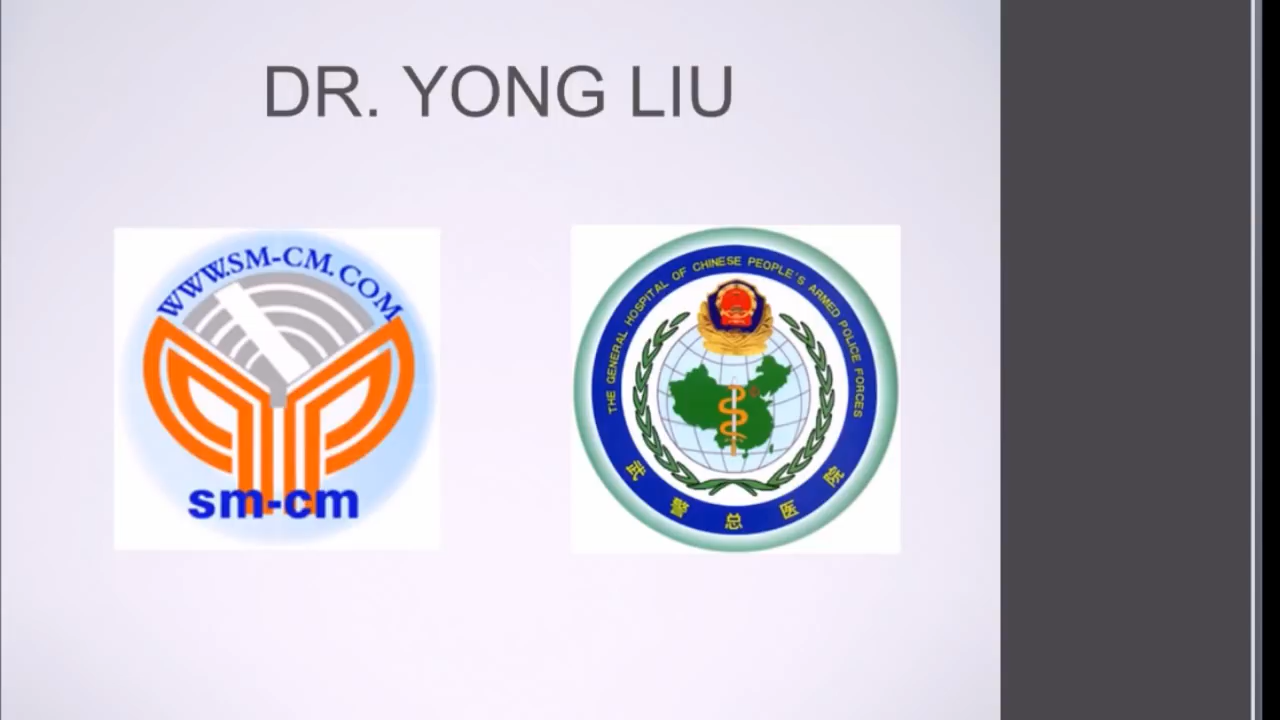 DR. YONG LIU
WWW.SM-CM.COM
sm-cm
THE GENERAL HOSPITAL OF CHINESE PEOPLE'S ARMED POLICE FORCES
武警总医院